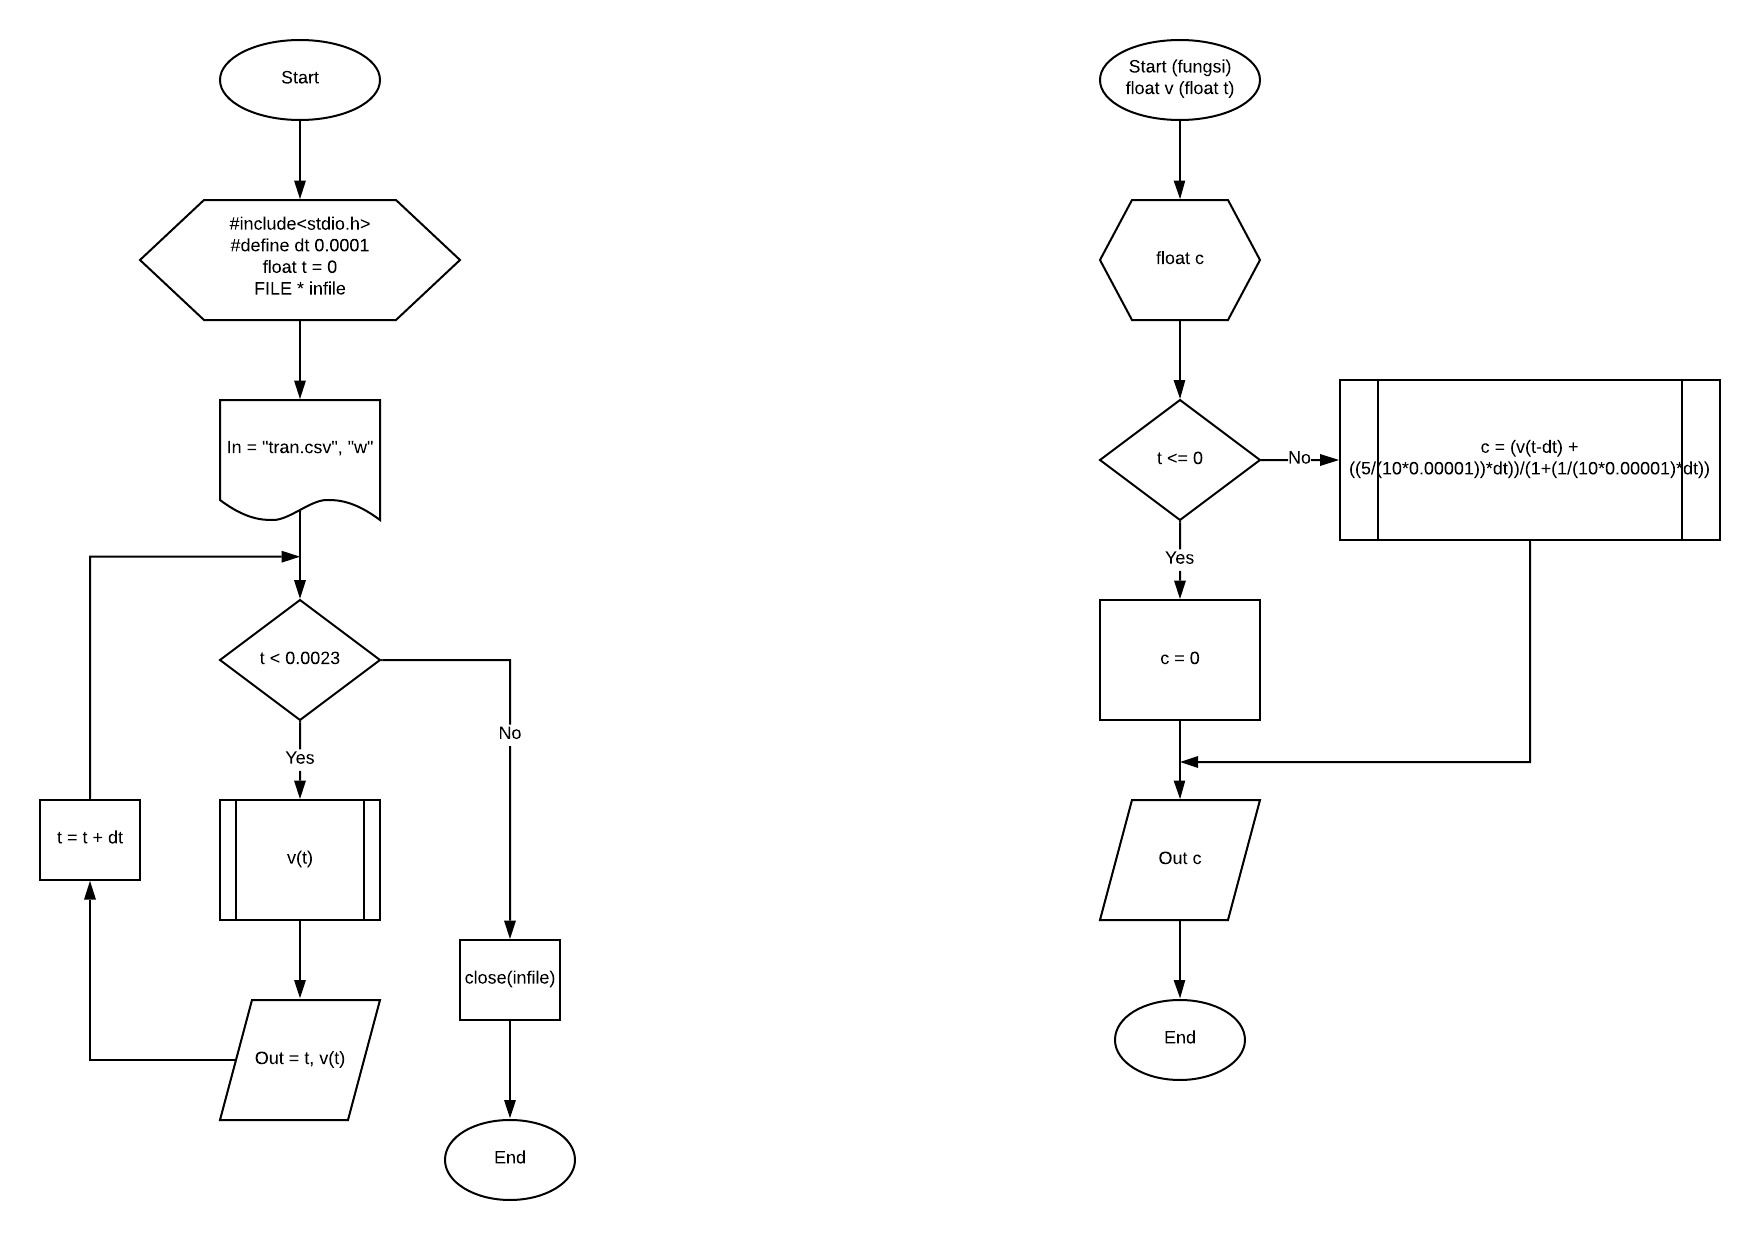 Start
#include<stdio.h>
#define dt 0.0001
float t = 0
FILE * infile
In = "tran.csv", "w"
t < 0.0023
No
Yes
t = t + dt
v(t)
close(infile)
Out = t, v(t)
End
Start (fungsi)
float v (float t)
float c
t <= 0
No
c = (v(t-dt) +
((5/(10*0.00001))*dt))/(1+(1/(10*0.00001)*dt))
Yes
c = 0
Out c
End